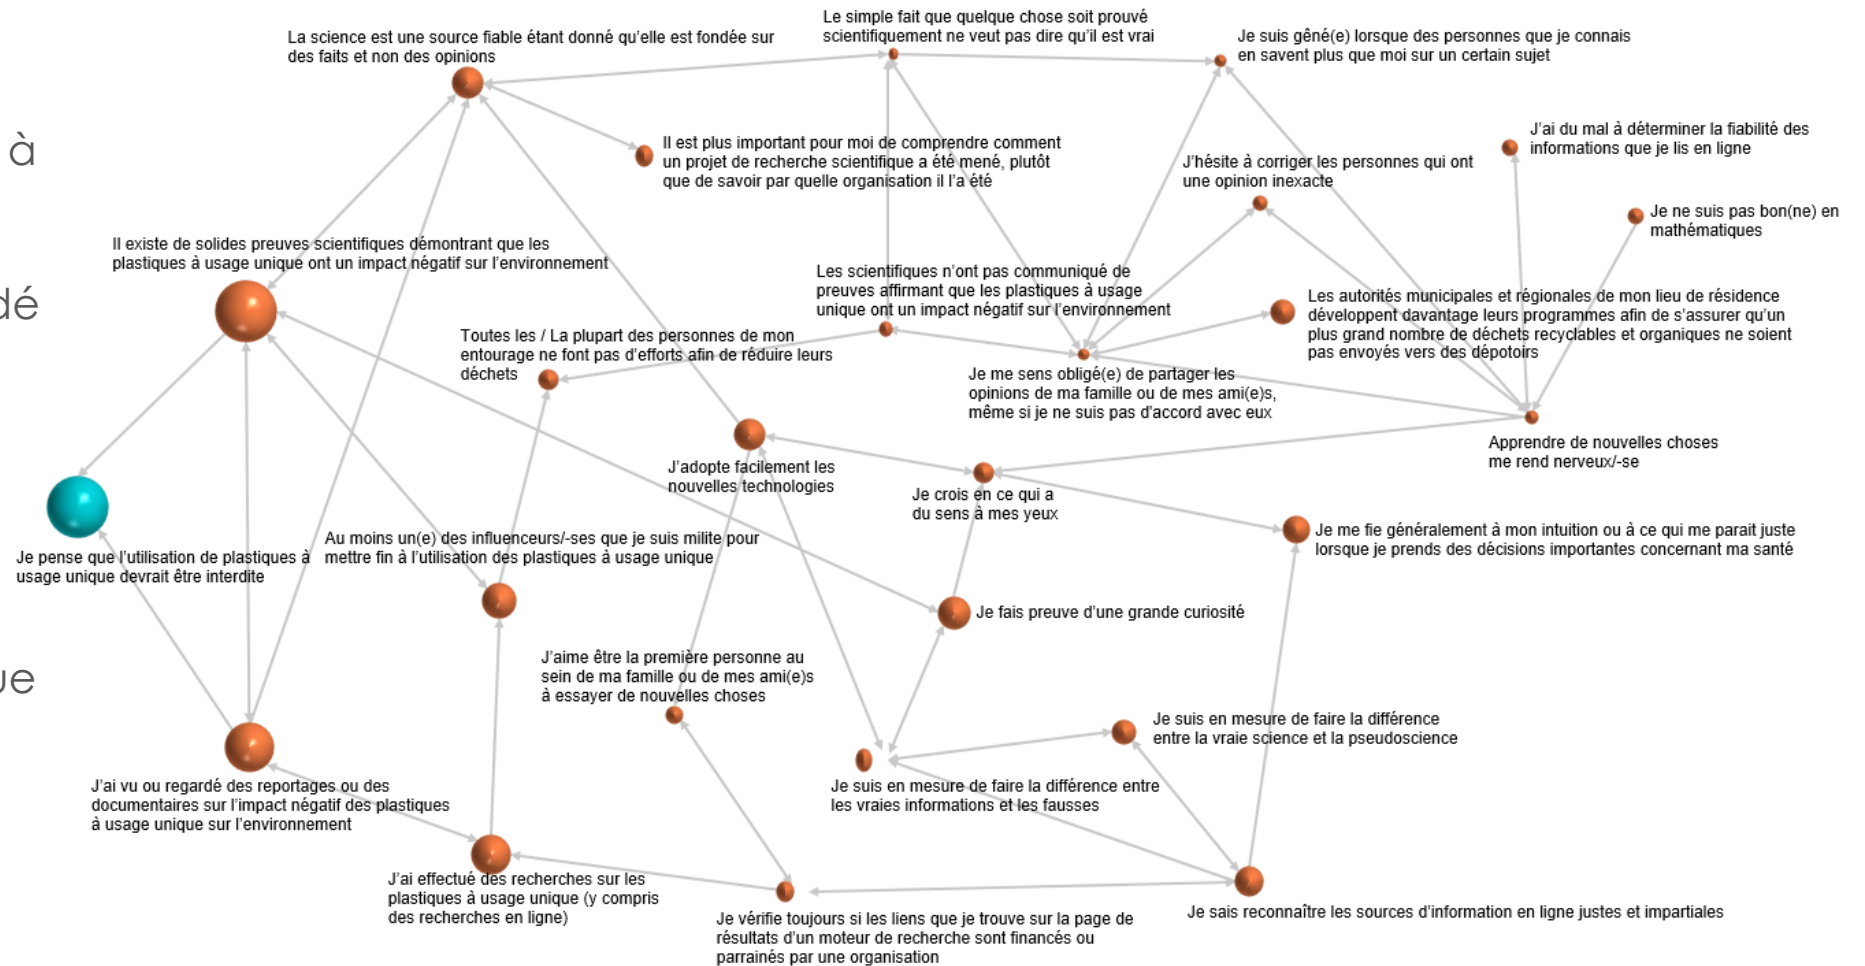 Le simple fait que quelque chose soit prouvé
scientifiquement ne veut pas dire qu'il est vrai
La science est une source fiable étant donné qu'elle est fondée sur
des faits et non des opinions
Je suis gêné(e) lorsque des personnes que je connais
en savent plus que moi sur un certain sujet
à
Il est plus important pour moi de comprendre comment
un projet de recherche scientifique a été mené, plutôt
que de savoir par quelle organisation il l'a été
J'hésite à corriger les personnes qui ont
une opinion inexacte
J'ai du mal à déterminer la fiabilité des
informations que je lis en ligne
Je ne suis pas bon(ne) en
mathématiques
Il existe de solides preuves scientifiques démontrant que les
plastiques à usage unique ont un impact négatif sur l'environnement
Les scientifiques n'ont pas communiqué de
preuves affirmant que les plastiques à usage
unique ont un impact négatif sur l'environnement
Les autorités municipales et régionales de mon lieu de résidence
développent davantage leurs programmes afin de s'assurer qu'un
plus grand nombre de déchets recyclables et organiques ne soient
pas envoyés vers des dépotoirs
dé
Toutes les / La plupart des personnes de mon
entourage ne font pas d'efforts afin de réduire leurs
déchets
Je me sens obligé(e) de partager les
opinions de ma famille ou de mes ami(e)s,
même si je ne suis pas d'accord avec eux
Apprendre de nouvelles choses
me rend nerveux/-se
J'adopte facilement les
nouvelles technologies
Je crois en ce qui a
du sens à mes yeux
Je me fie généralement à mon intuition ou à ce qui me parait juste
lorsque je prends des décisions importantes concernant ma santé
Je pense que l'utilisation de plastiques à
usage unique devrait être interdite
Au moins un(e) des influenceurs/-ses que je suis milite pour
mettre fin à l'utilisation des plastiques à usage unique
Je fais preuve d'une grande curiosité
J'aime être la première personne au
sein de ma famille ou de mes ami(e)s
à essayer de nouvelles choses
ue
Je suis en mesure de faire la différence
entre la vraie science et la pseudoscience
J'ai vu ou regardé des reportages ou des
documentaires sur l'impact négatif des plastiques
à usage unique sur l'environnement
Je suis en mesure de faire la différence entre
les vraies informations et les fausses
J'ai effectué des recherches sur les
plastiques à usage unique (y compris
des recherches en ligne)
Je vérifie toujours si les liens que je trouve sur la page de
résultats d'un moteur de recherche sont financés ou
parrainés par une organisation
Je sais reconnaître les sources d'information en ligne justes et impartiales